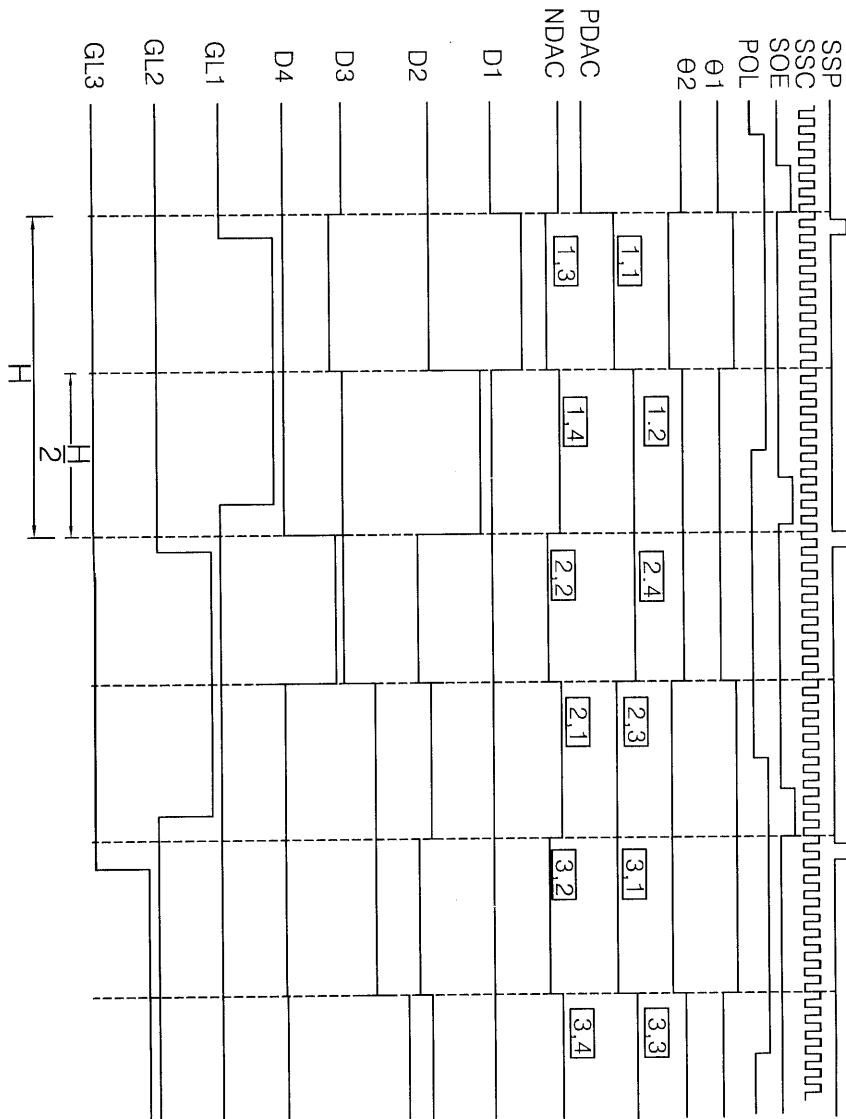 SSP
SSC
SOE
POL
θ1
θ2
PDAC
1,1 1.2 2.4 2,3 3,1 3,3
NDAC
1,3 1,4 2,2 2,1 3,2 3,4
D1
D2
D3
D4
GL1
GL2
GL3
H
2
H